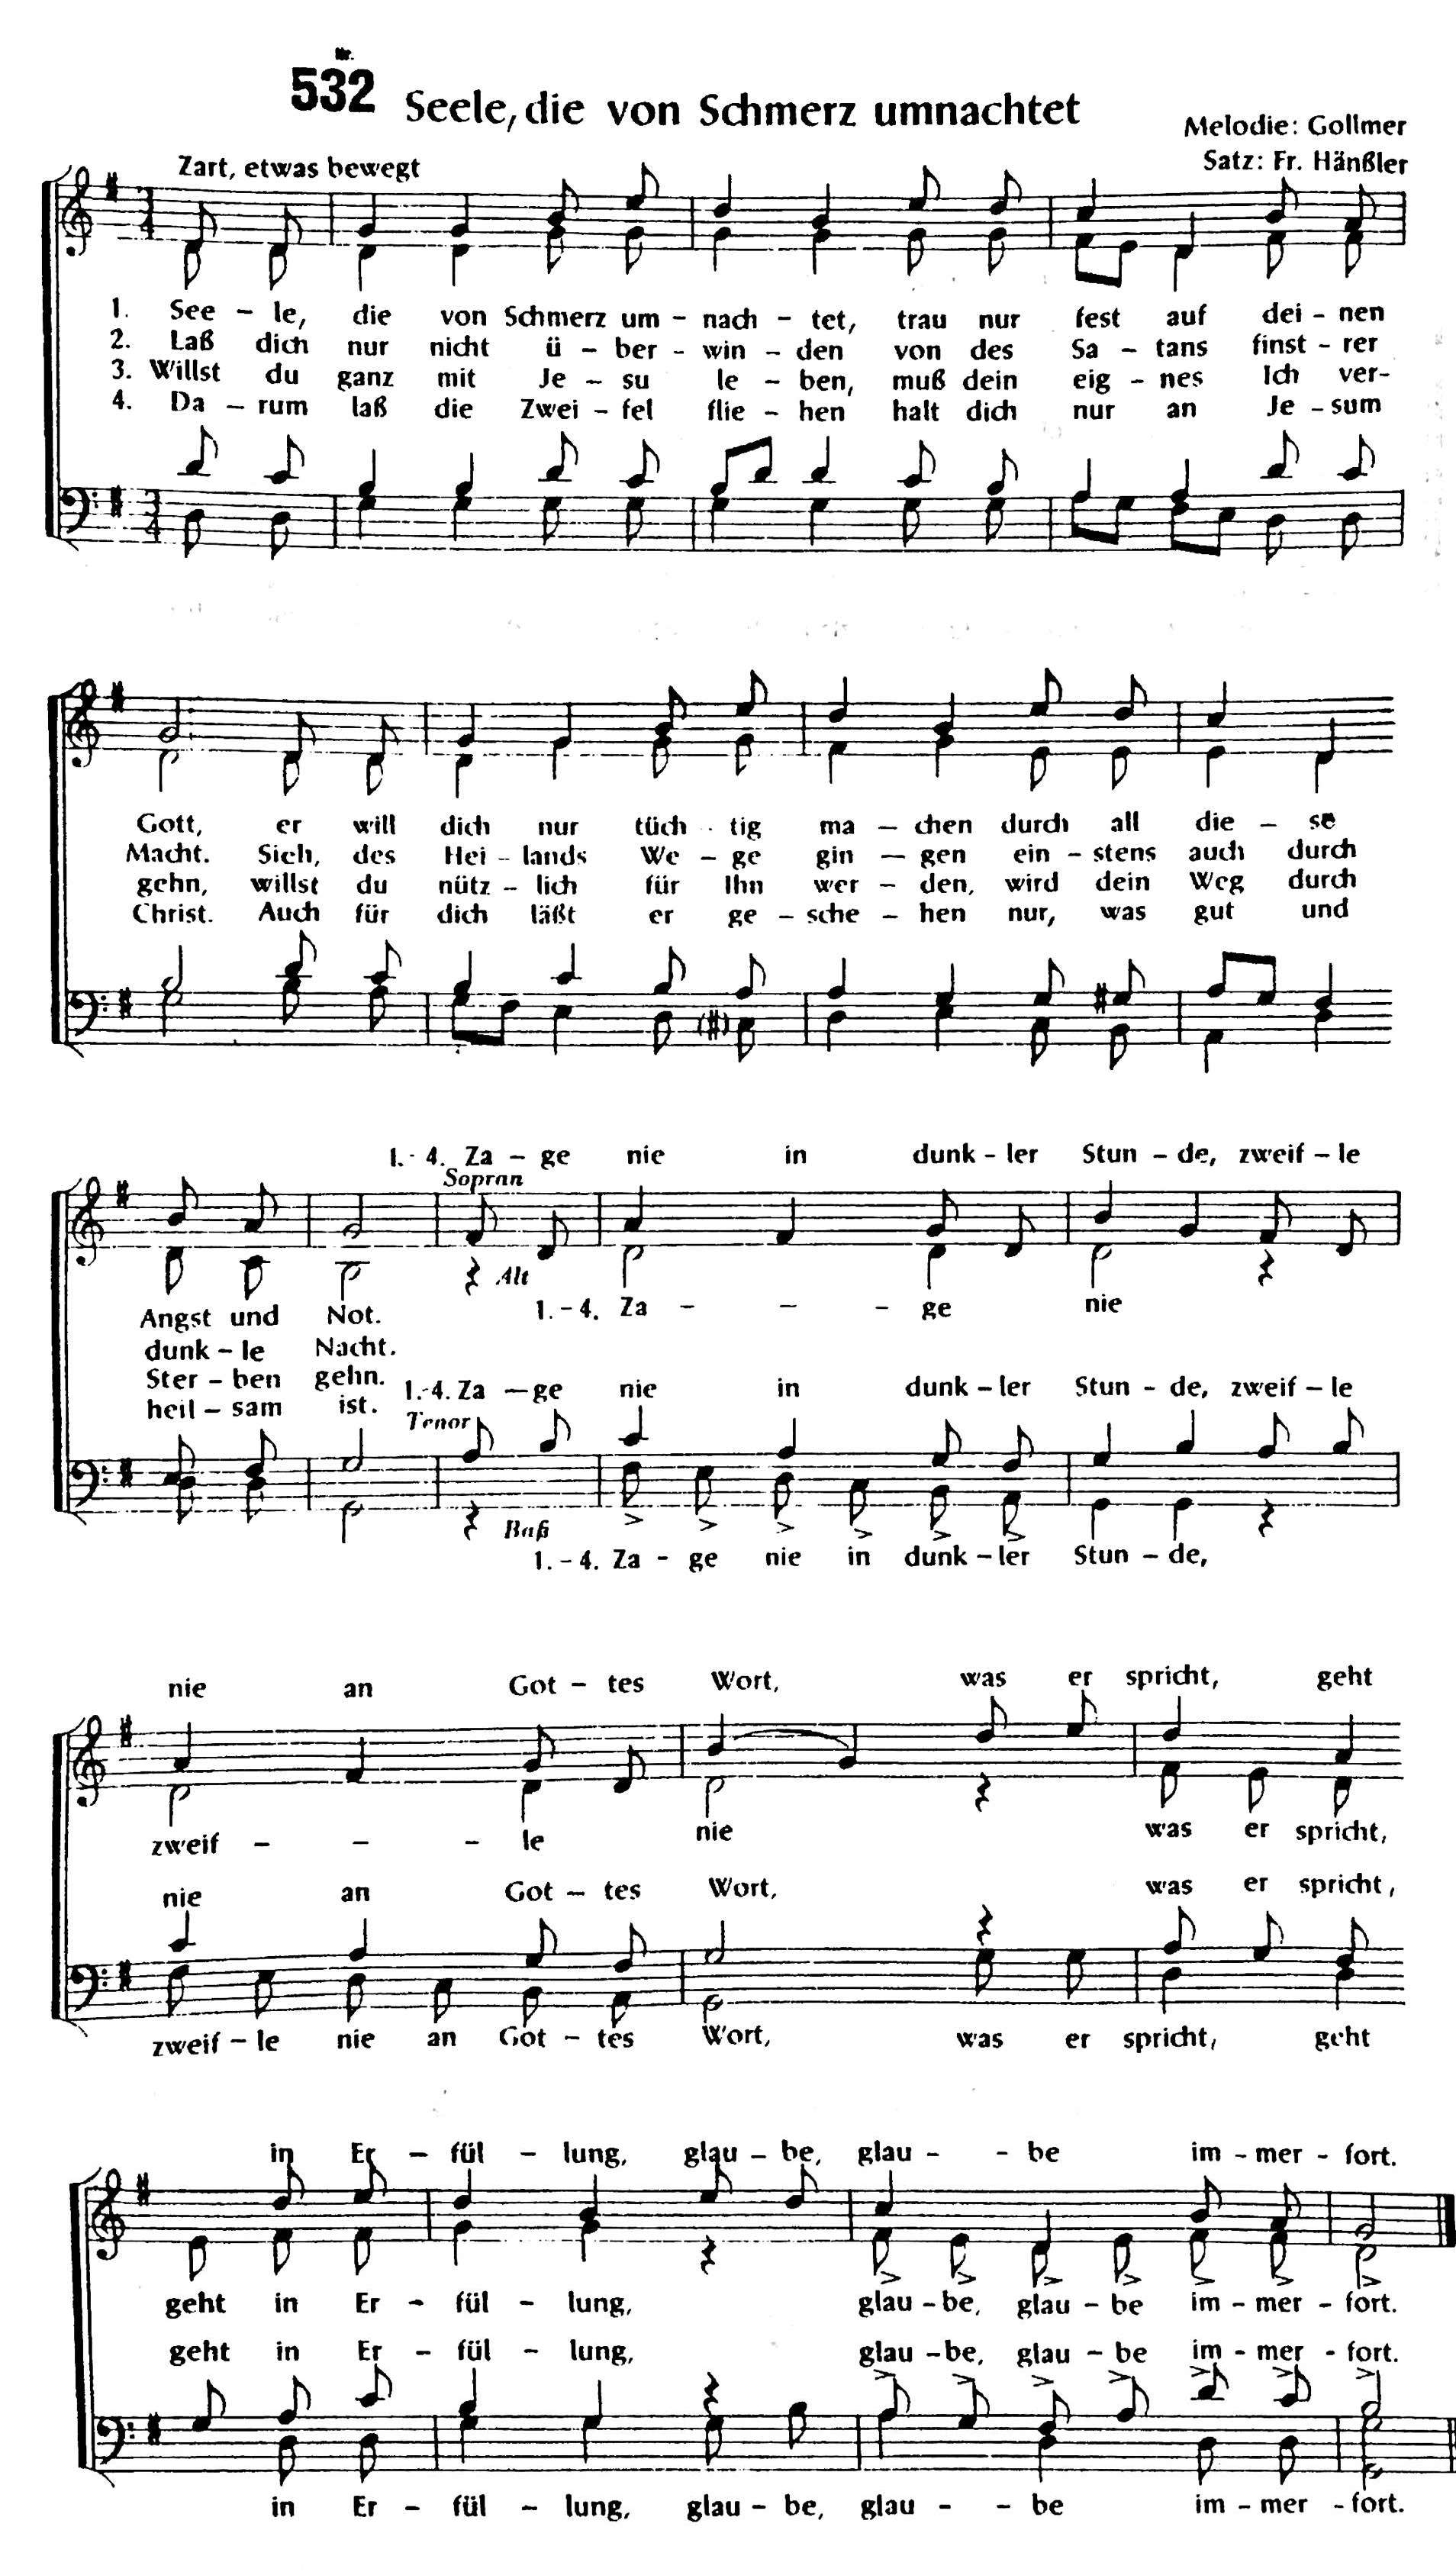 Nr.
532 Seele, die von Schmerz umnachtet
Melodie: Gollmer
Satz: Fr. Hänßler
Zart, etwas bewegt
3/4
1. See – le, die von Schmerz um – nach – tet, trau nur fest auf dei – nen
2. Laß dich nur nicht ü – ber – win – den von des Sa – tans finst – rer
3. Willst du ganz mit Je – su le – ben, muß dein eig – nes Ich ver-
4. Da – rum laß die Zwei – fel flie – hen halt dich nur an Je – sum
3/4
Gott, er will dich nur tüch – tig ma – chen durch all die – se
Macht. Sieh, des Hei – lands We – ge gin – gen ein – stens auch durch
gehn, willst du nütz – lich für Ihn wer – den, wird dein Weg durch
Christ. Auch für dich läßt er ge – sche – hen nur, was gut und
1. - 4. Za – ge nie in dunk – ler Stun – de, zweif – le
Sopran
Alt
Angst und Not. 1. – 4. Za – – – ge nie
dunk – le Nacht.
Ster – ben gehn.
1. - 4. Za – ge nie in dunk – ler Stun – de, zweif – le
heil – sam ist.
Tenor
Baß
1. – 4. Za – ge nie in dunk – ler Stun – de,
nie an Got – tes Wort, was er spricht, geht
zweif – – – le nie was er spricht,
nie an Got – tes Wort, was er spricht,
zweif – le nie an Got – tes Wort, was er spricht, geht
in Er – fül – lung, glau – be, glau – – be im – mer – fort.
geht in Er – fül – lung, glau – be, glau – be im – mer – fort.
geht in Er – fül – lung, glau – be, glau – be im – mer – fort.
in Er – fül – lung, glau – be, glau – – be im – mer – fort.